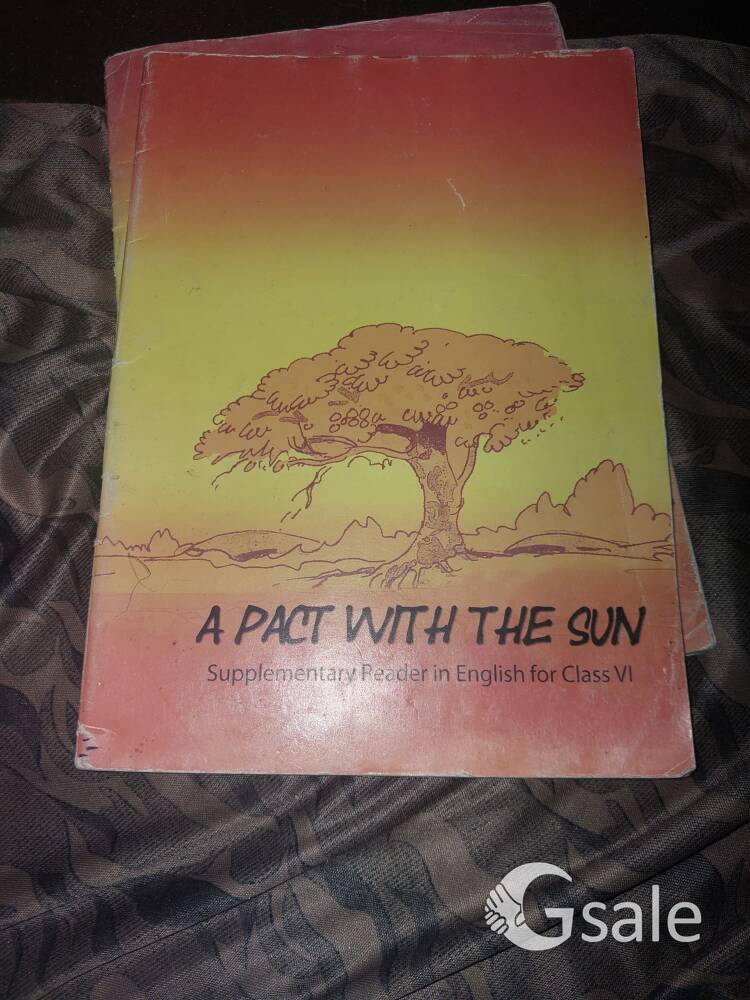 A PACT WITH THE SUN
Supplementary Reader in English for Class VI
Gsale